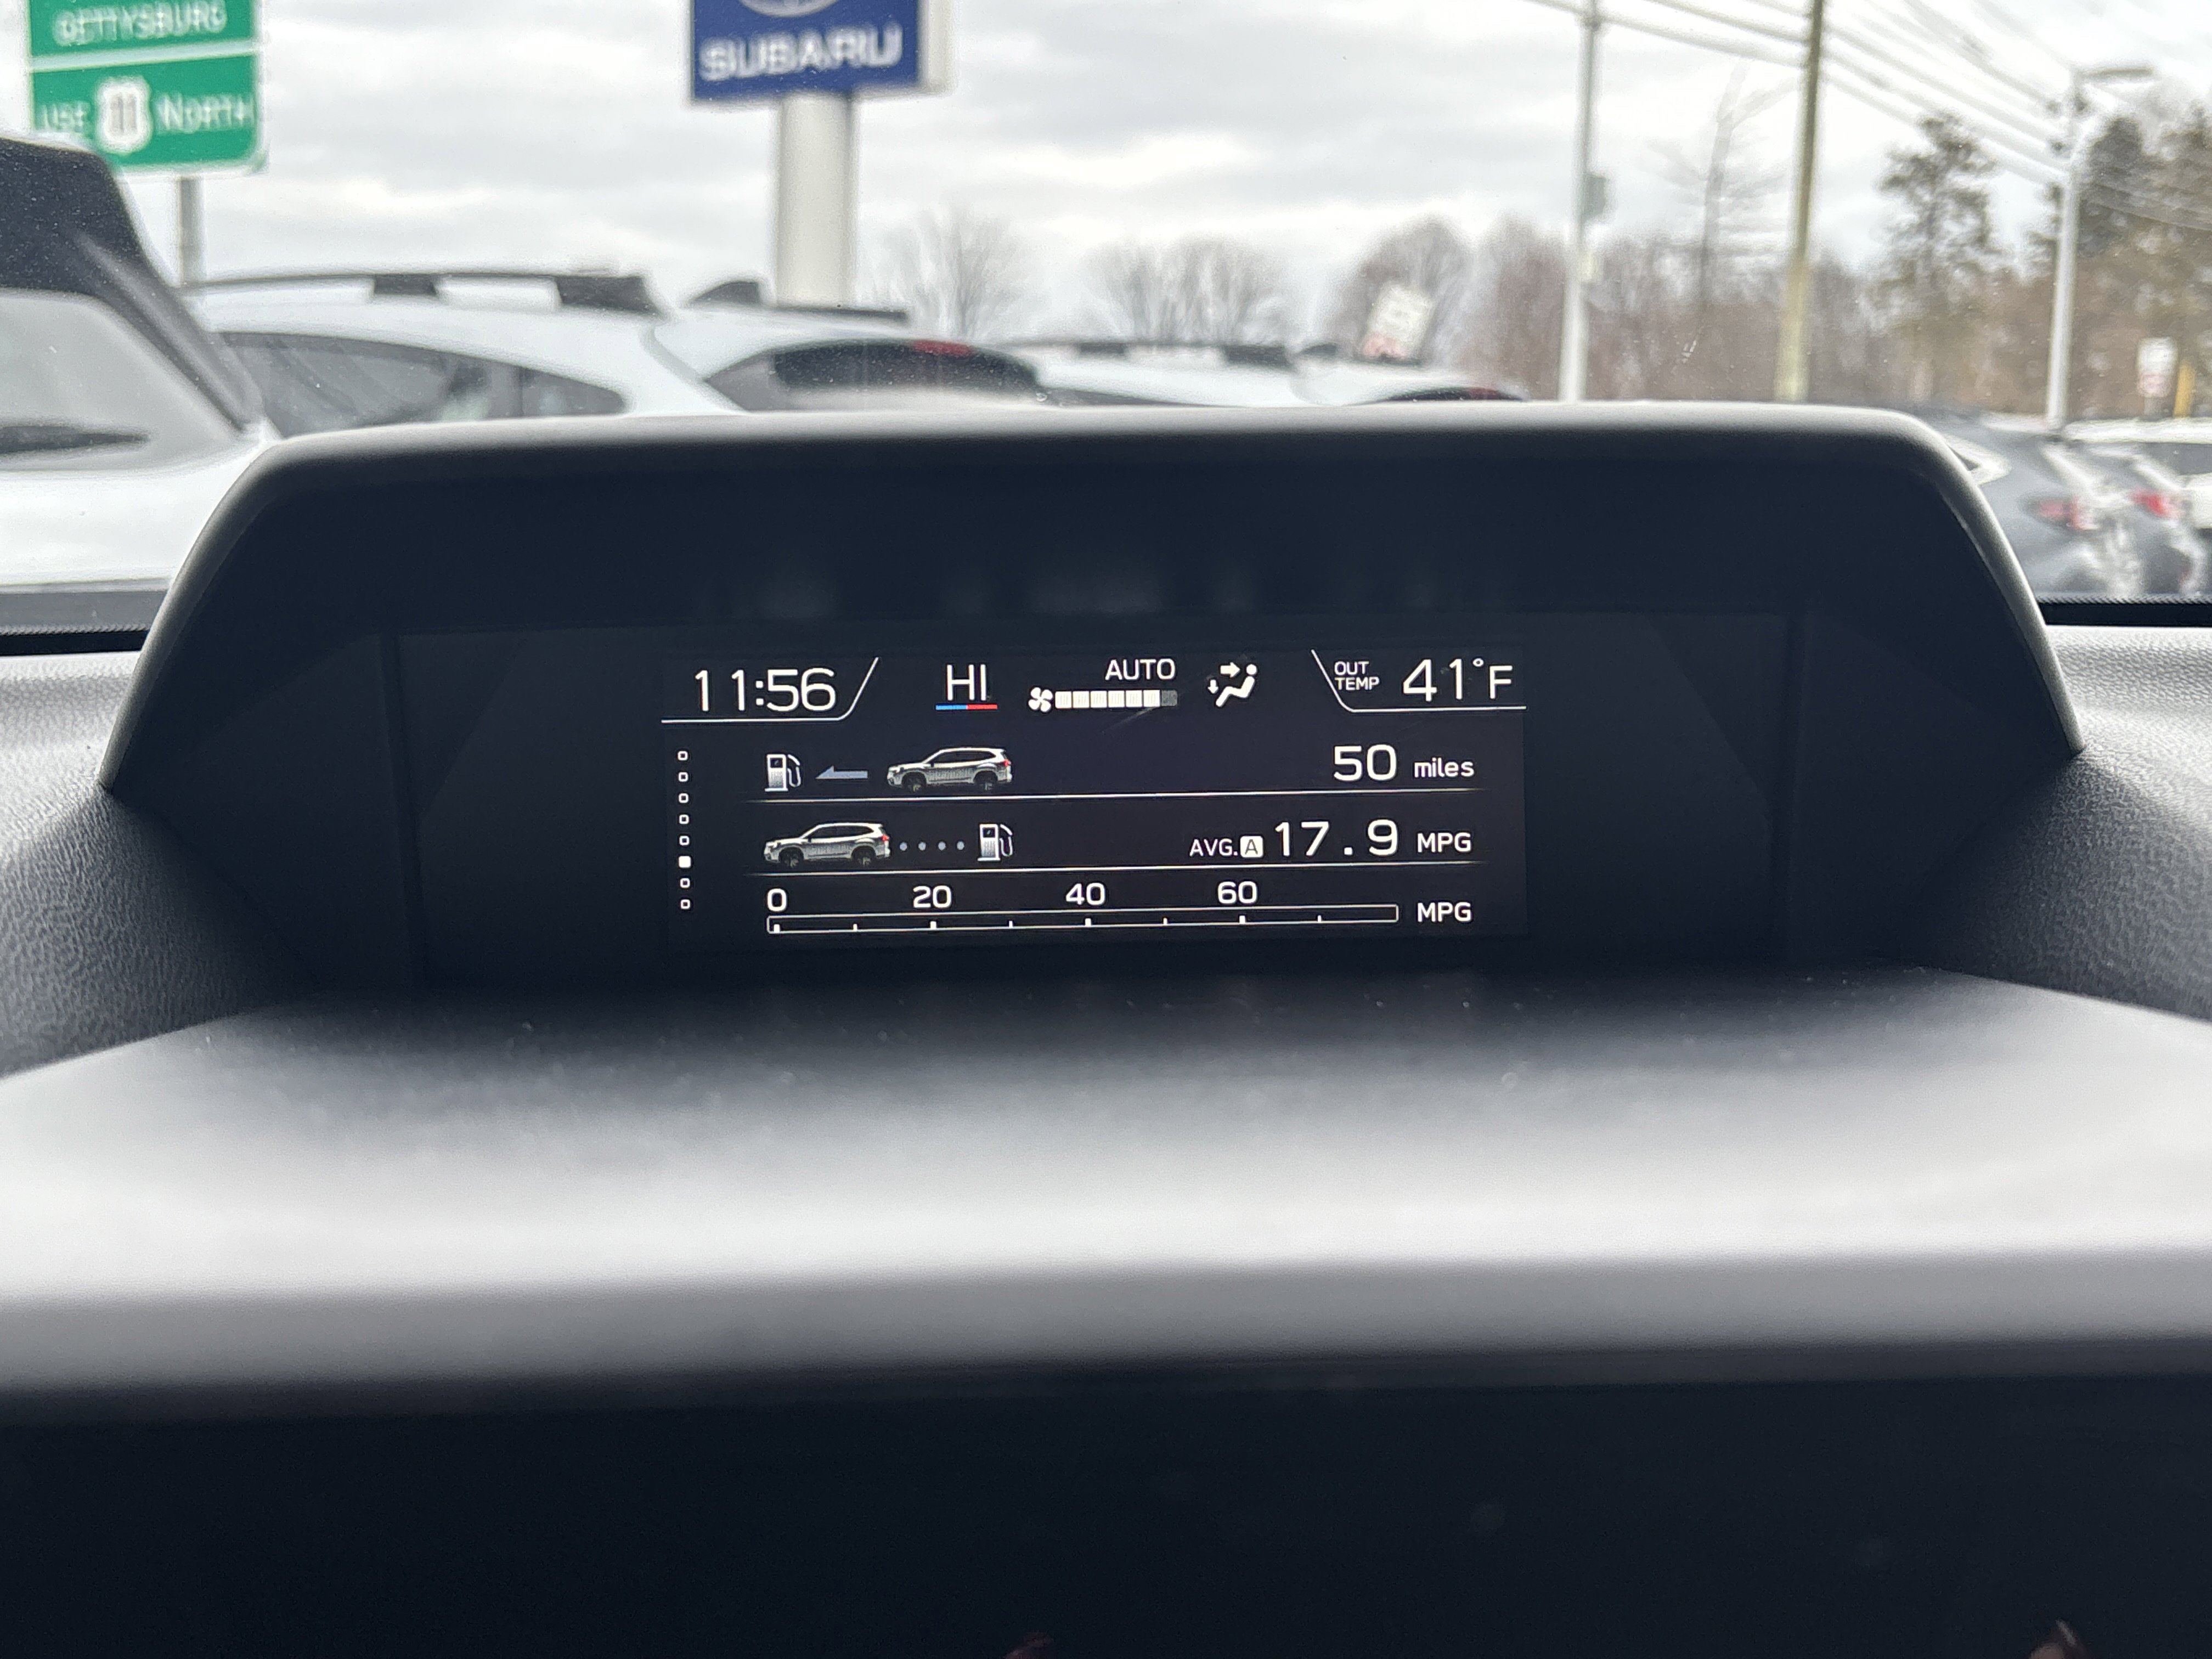 GETTYSBURG
USE 11 NORTH
SUBARU
11:56
HI
AUTO
OUT TEMP 41°F
50 miles
AVG. A 17.9 MPG
0 20 40 60
MPG